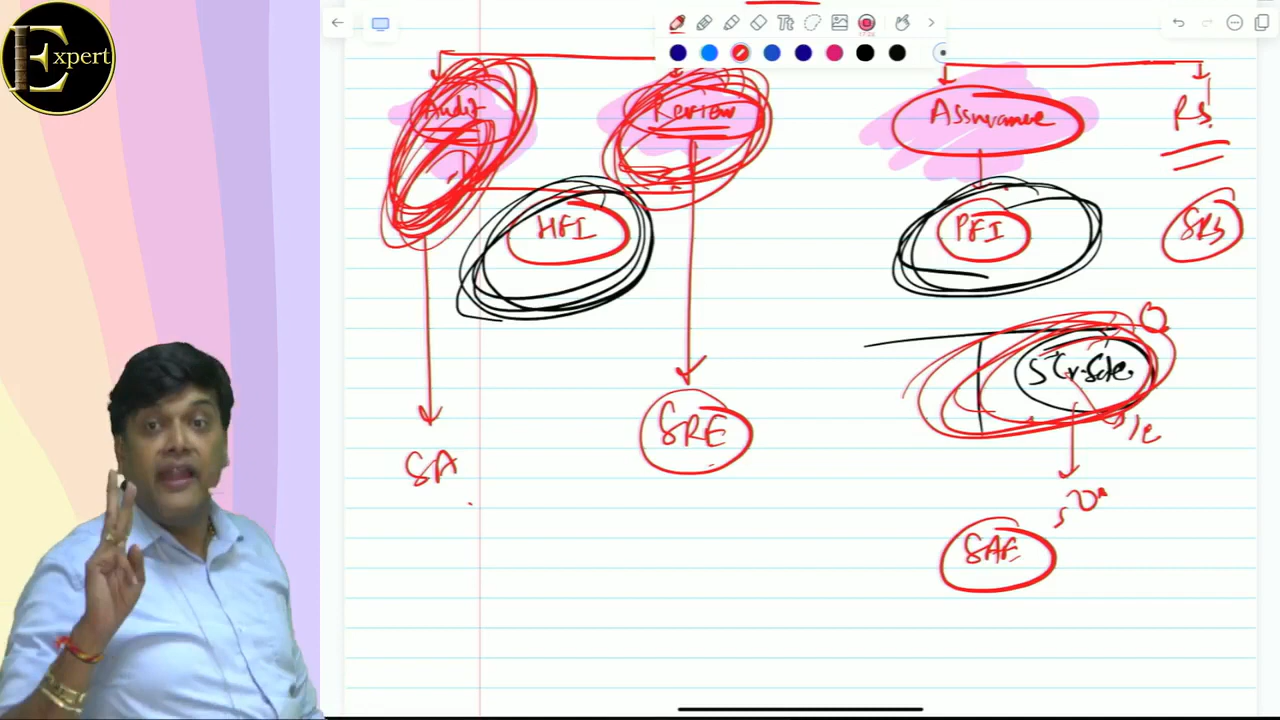 Expert
Audit
Review
Assurance
Rs.
HFI
PFI
SRS
SRE
SA
SAE